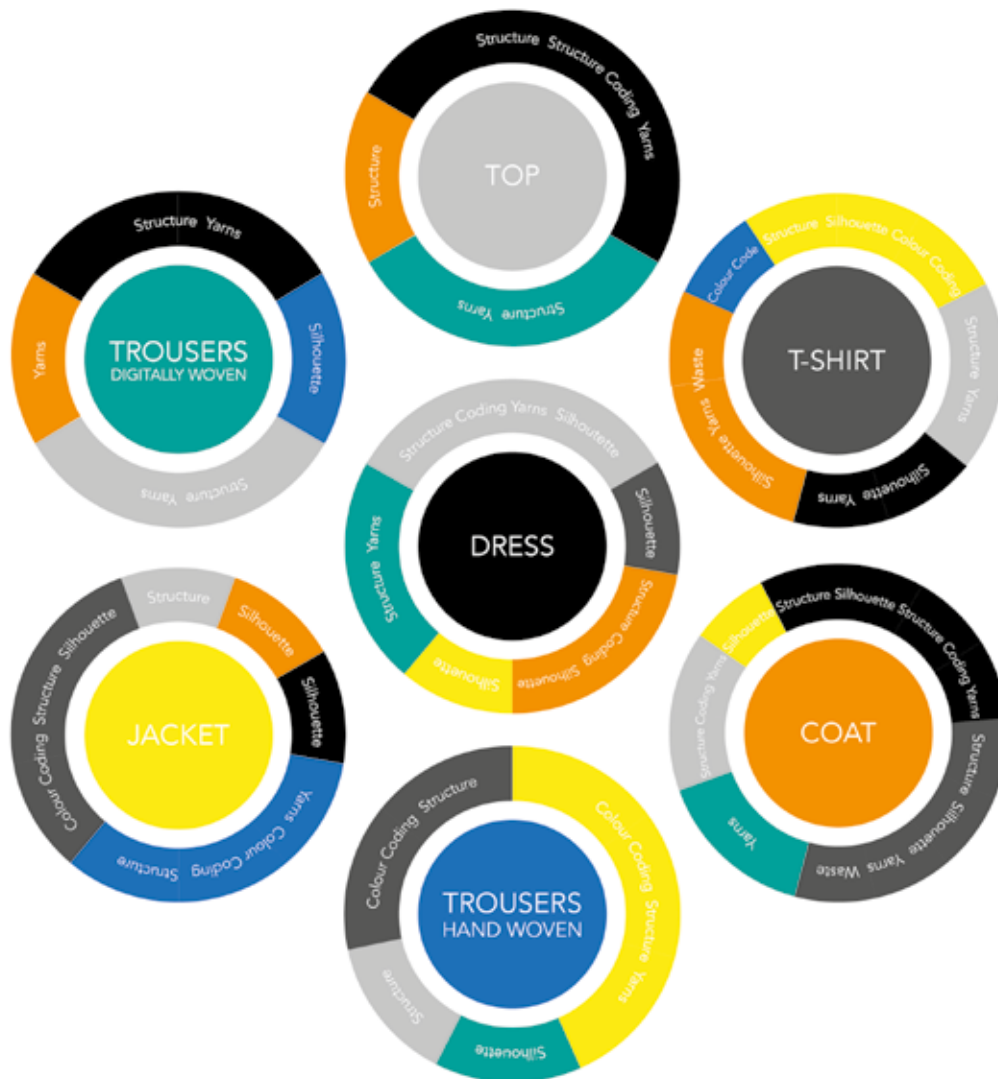 Structure Structure Coding Yarns
Structure
Structure Yarns
TOP
Structure Yarns
Yarns
Silhouette
Structure Yarns
TROUSERS
DIGITALLY WOVEN
Colour Code
Structure Silhouette Colour Coding
Structure Yarns
Silhouette Yarns
Silhouette Yarns Waste
T-SHIRT
Structure Coding Yarns Silhoutette
Silhouette
Structure Yarns
Silhouette
Structure Coding Silhouette
DRESS
Structure
Silhouette
Silhouette
Colour Coding Structure Silhouette
Structure
Yarns Colour Coding
JACKET
Silhouette
Structure Silhouette Structure Coding Yarns
Structure Coding Yarns
Yarns
Structure Silhouette Yarns Waste
COAT
Colour Coding Structure
Colour Coding Structure Yarns
Structure
Silhouette
TROUSERS
HAND WOVEN